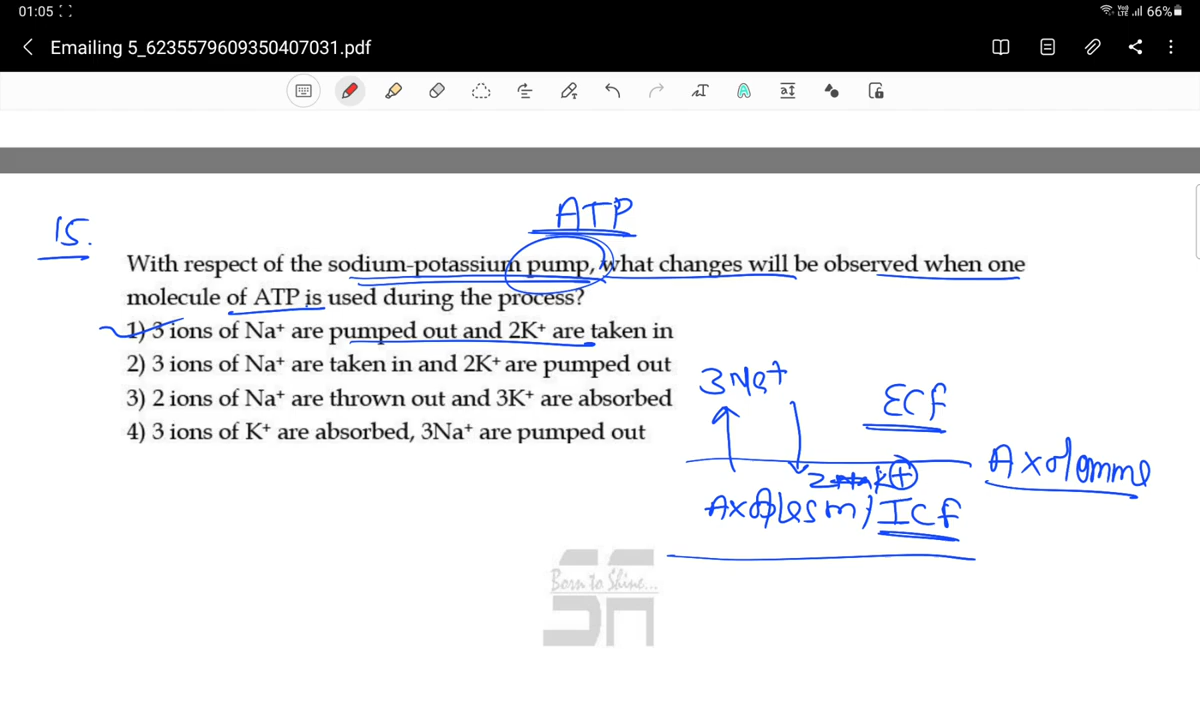 01:05
Vo)) LTE 66%
Emailing 5_6235579609350407031.pdf
ATP
15.
With respect of the sodium-potassium pump, what changes will be observed when one
molecule of ATP is used during the process?
1) 3 ions of Na⁺ are pumped out and 2K⁺ are taken in
2) 3 ions of Na⁺ are taken in and 2K⁺ are pumped out
3) 2 ions of Na⁺ are thrown out and 3K⁺ are absorbed
4) 3 ions of K⁺ are absorbed, 3Na⁺ are pumped out
3Na+
ECF
Axolemma
2 K+
Axoplasm / ICF
Born to Shine...